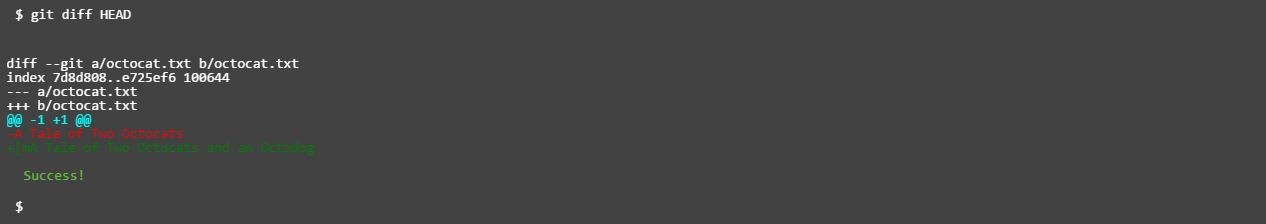 $ git diff HEAD
diff --git a/octocat.txt b/octocat.txt
index 7d8d808..e725ef6 100644
--- a/octocat.txt
+++ b/octocat.txt
@@ -1 +1 @@
-A Tale of Two Octocats
+[mA Tale of Two Octocats and an Octodog
Success!
$